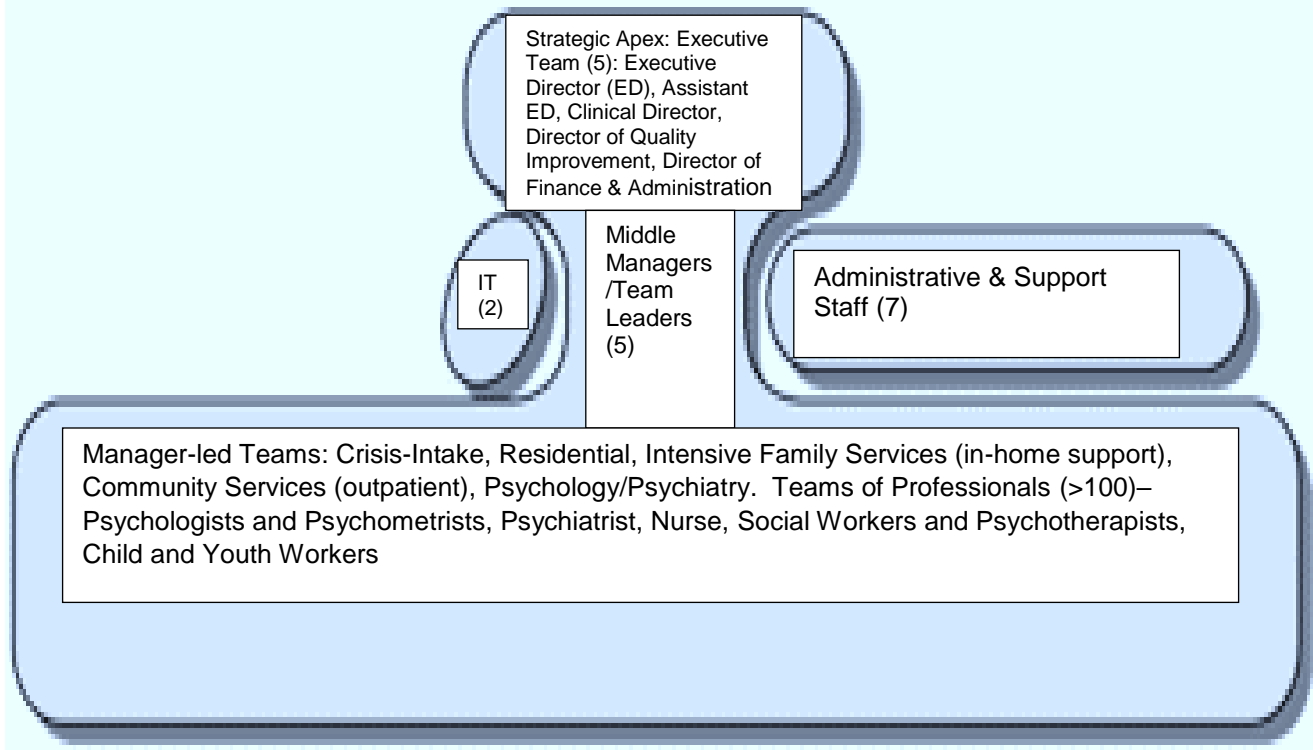 Strategic Apex: Executive
Team (5): Executive
Director (ED), Assistant
ED, Clinical Director,
Director of Quality
Improvement, Director of
Finance & Administration
IT
(2)
Middle
Managers
/Team
Leaders
(5)
Administrative & Support
Staff (7)
Manager-led Teams: Crisis-Intake, Residential, Intensive Family Services (in-home support),
Community Services (outpatient), Psychology/Psychiatry.  Teams of Professionals (>100)–
Psychologists and Psychometrists, Psychiatrist, Nurse, Social Workers and Psychotherapists,
Child and Youth Workers